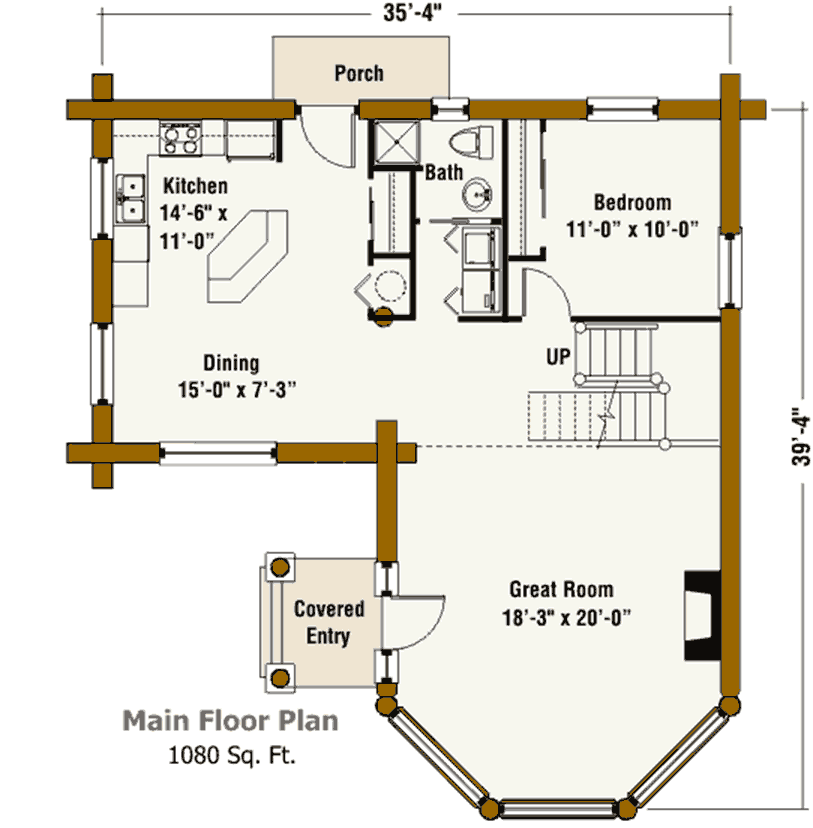 35'-4"
Porch
Kitchen
14'-6" x
11'-0”
Bath
Bedroom
11'-0” x 10'-0”
Dining
15'-0" x 7'-3”
UP
39'-4"
Great Room
18'-3" x 20'-0”
Covered
Entry
Main Floor Plan
1080 Sq. Ft.